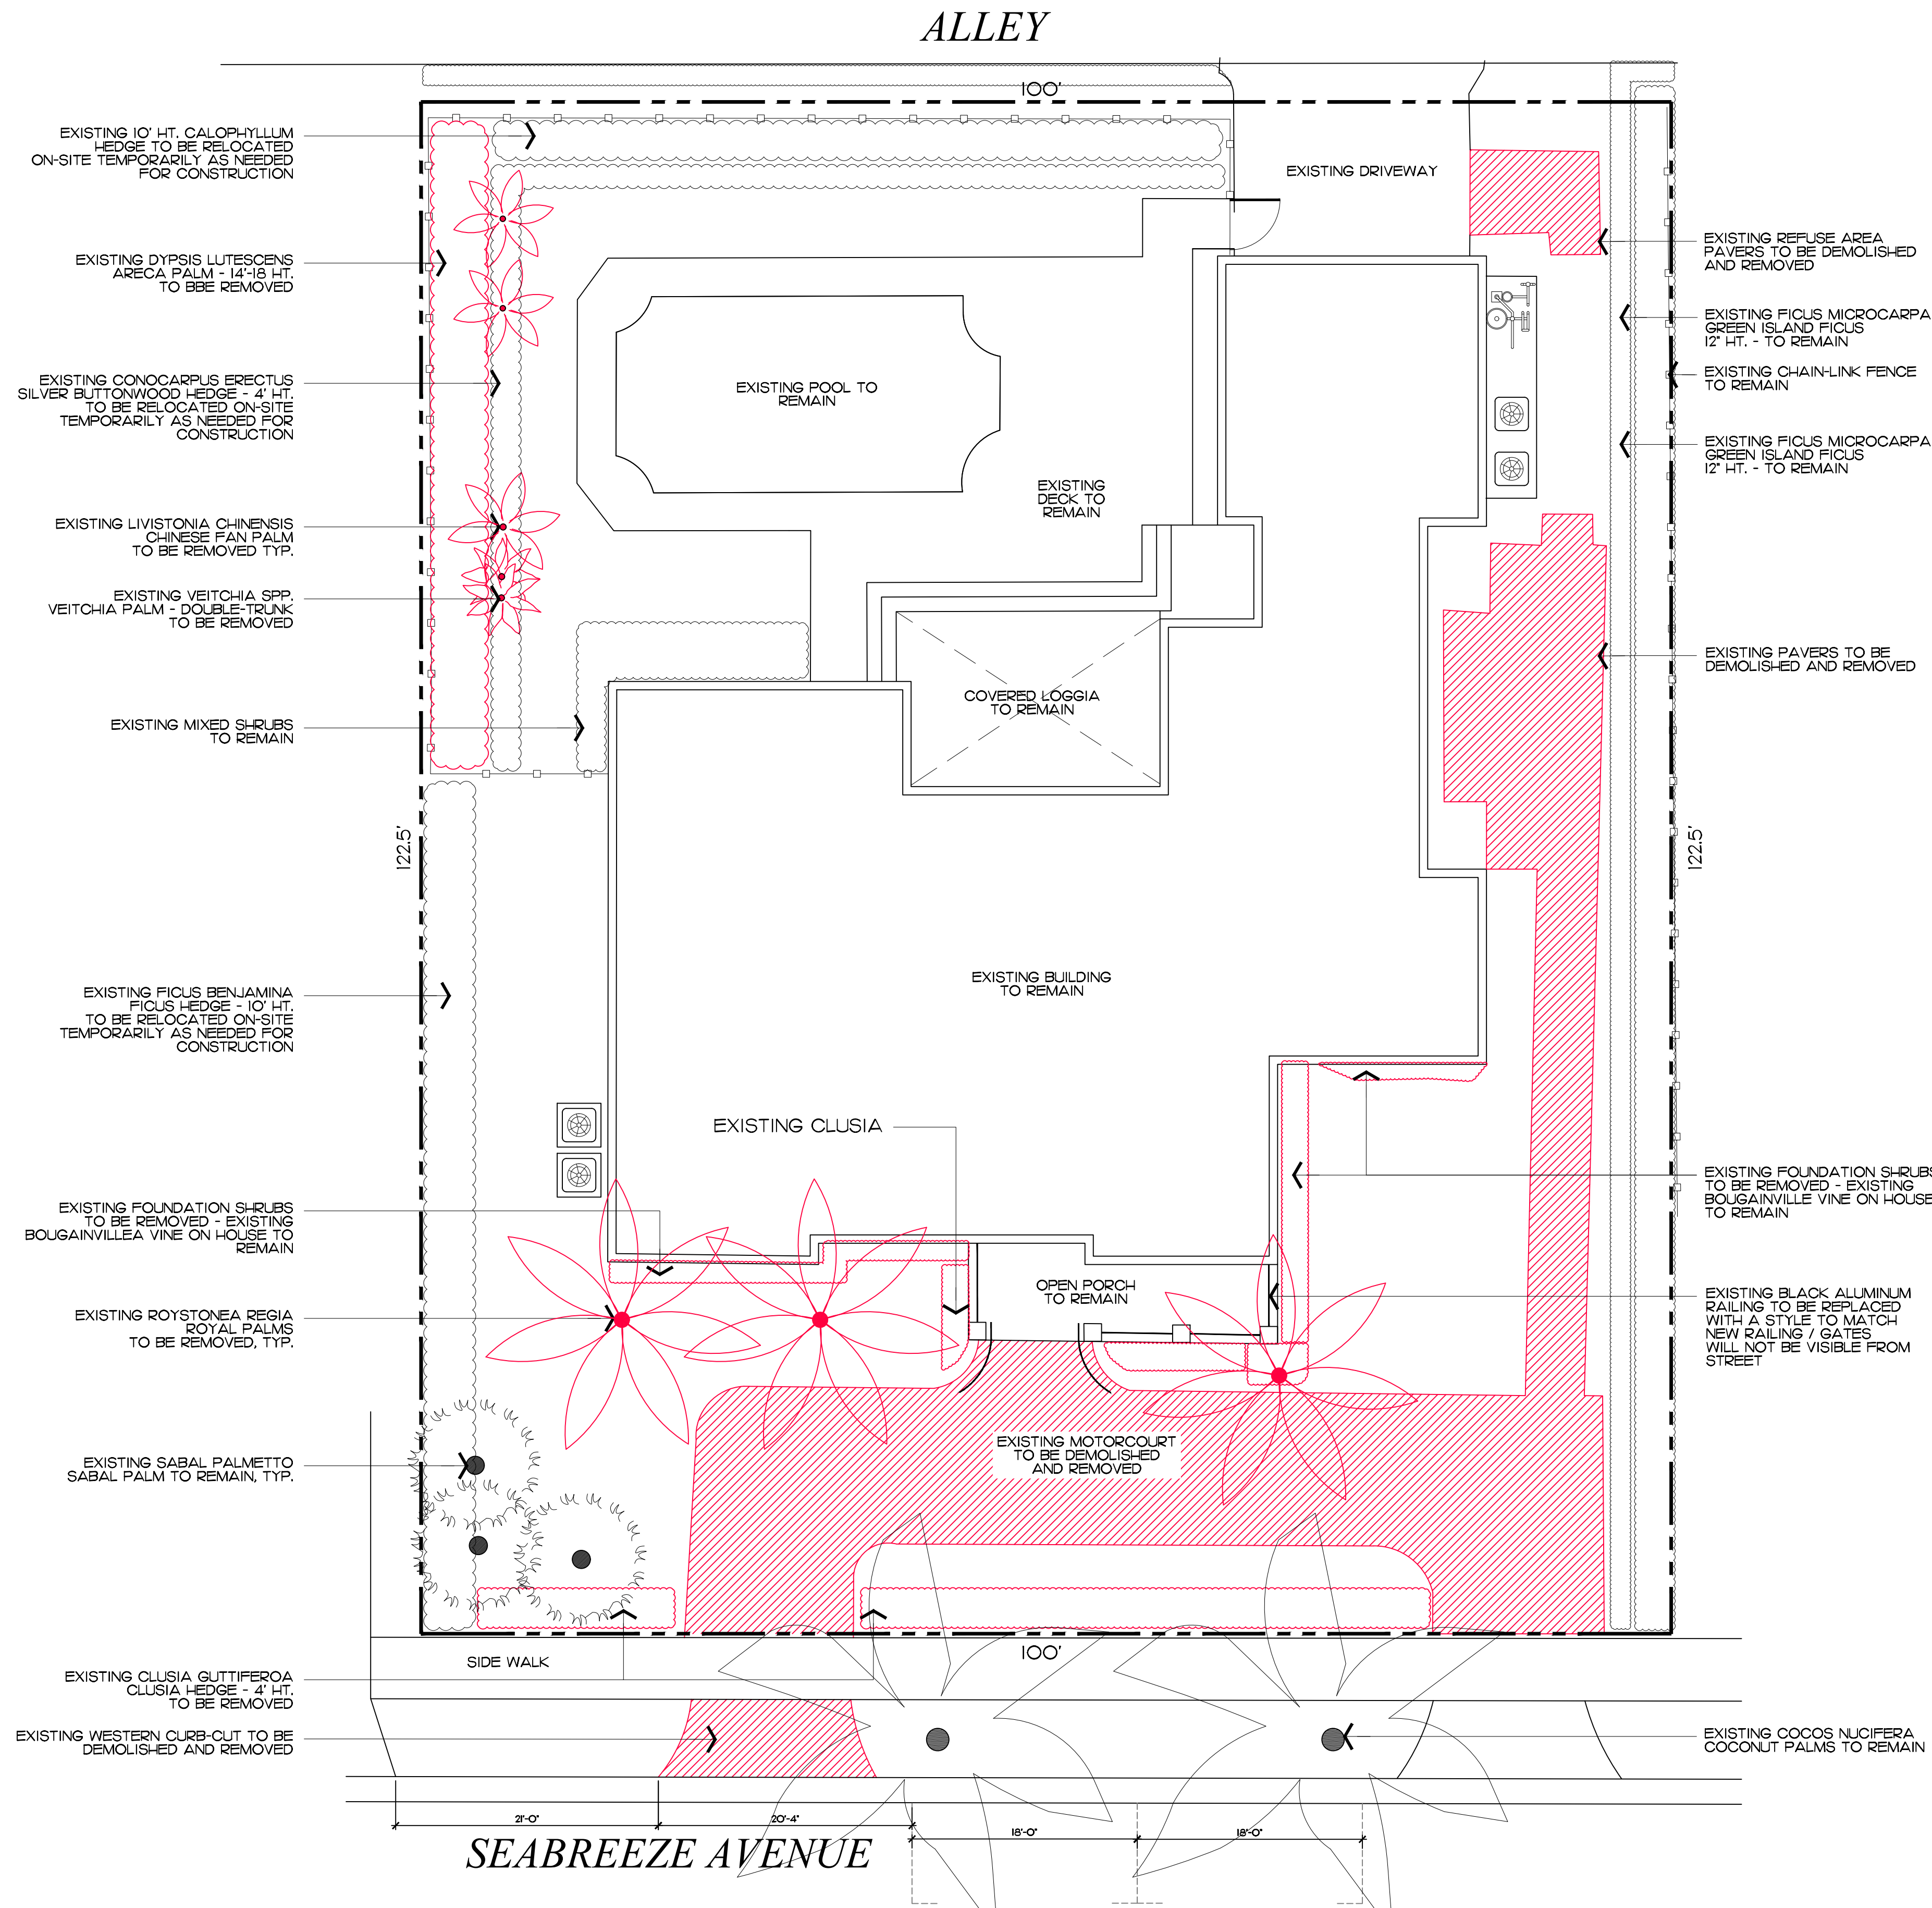 ALLEY
100'
EXISTING 10' HT. CALOPHYLLUM
HEDGE TO BE RELOCATED
ON-SITE TEMPORARILY AS NEEDED
FOR CONSTRUCTION
EXISTING DYPSIS LUTESCENS
ARECA PALM - 14'-18 HT.
TO BBE REMOVED
EXISTING CONOCARPUS ERECTUS
SILVER BUTTONWOOD HEDGE - 4' HT.
TO BE RELOCATED ON-SITE
TEMPORARILY AS NEEDED FOR
CONSTRUCTION
EXISTING LIVISTONIA CHINENSIS
CHINESE FAN PALM
TO BE REMOVED TYP.
EXISTING VEITCHIA SPP.
VEITCHIA PALM - DOUBLE-TRUNK
TO BE REMOVED
EXISTING MIXED SHRUBS
TO REMAIN
122.5'
EXISTING FICUS BENJAMINA
FICUS HEDGE - 10' HT.
TO BE RELOCATED ON-SITE
TEMPORARILY AS NEEDED FOR
CONSTRUCTION
EXISTING FOUNDATION SHRUBS
TO BE REMOVED - EXISTING
BOUGAINVILLEA VINE ON HOUSE TO
REMAIN
EXISTING ROYSTONEA REGIA
ROYAL PALMS
TO BE REMOVED, TYP.
EXISTING SABAL PALMETTO
SABAL PALM TO REMAIN, TYP.
EXISTING CLUSIA GUTTIFEROA
CLUSIA HEDGE - 4' HT.
TO BE REMOVED
EXISTING WESTERN CURB-CUT TO BE
DEMOLISHED AND REMOVED
EXISTING DRIVEWAY
EXISTING POOL TO
REMAIN
EXISTING
DECK TO
REMAIN
COVERED LOGGIA
TO REMAIN
EXISTING BUILDING
TO REMAIN
EXISTING CLUSIA
OPEN PORCH
TO REMAIN
EXISTING MOTORCOURT
TO BE DEMOLISHED
AND REMOVED
SIDE WALK
100'
EXISTING REFUSE AREA
PAVERS TO BE DEMOLISHED
AND REMOVED
EXISTING FICUS MICROCARPA
GREEN ISLAND FICUS
12" HT. - TO REMAIN
EXISTING CHAIN-LINK FENCE
TO REMAIN
EXISTING FICUS MICROCARPA
GREEN ISLAND FICUS
12" HT. - TO REMAIN
EXISTING PAVERS TO BE
DEMOLISHED AND REMOVED
122.5'
EXISTING FOUNDATION SHRUBS
TO BE REMOVED - EXISTING
BOUGAINVILLE VINE ON HOUSE
TO REMAIN
EXISTING BLACK ALUMINUM
RAILING TO BE REPLACED
WITH A STYLE TO MATCH
NEW RAILING / GATES
WILL NOT BE VISIBLE FROM
STREET
EXISTING COCOS NUCIFERA
COCONUT PALMS TO REMAIN
21'-0"
20'-4"
18'-0"
18'-0"
SEABREEZE AVENUE